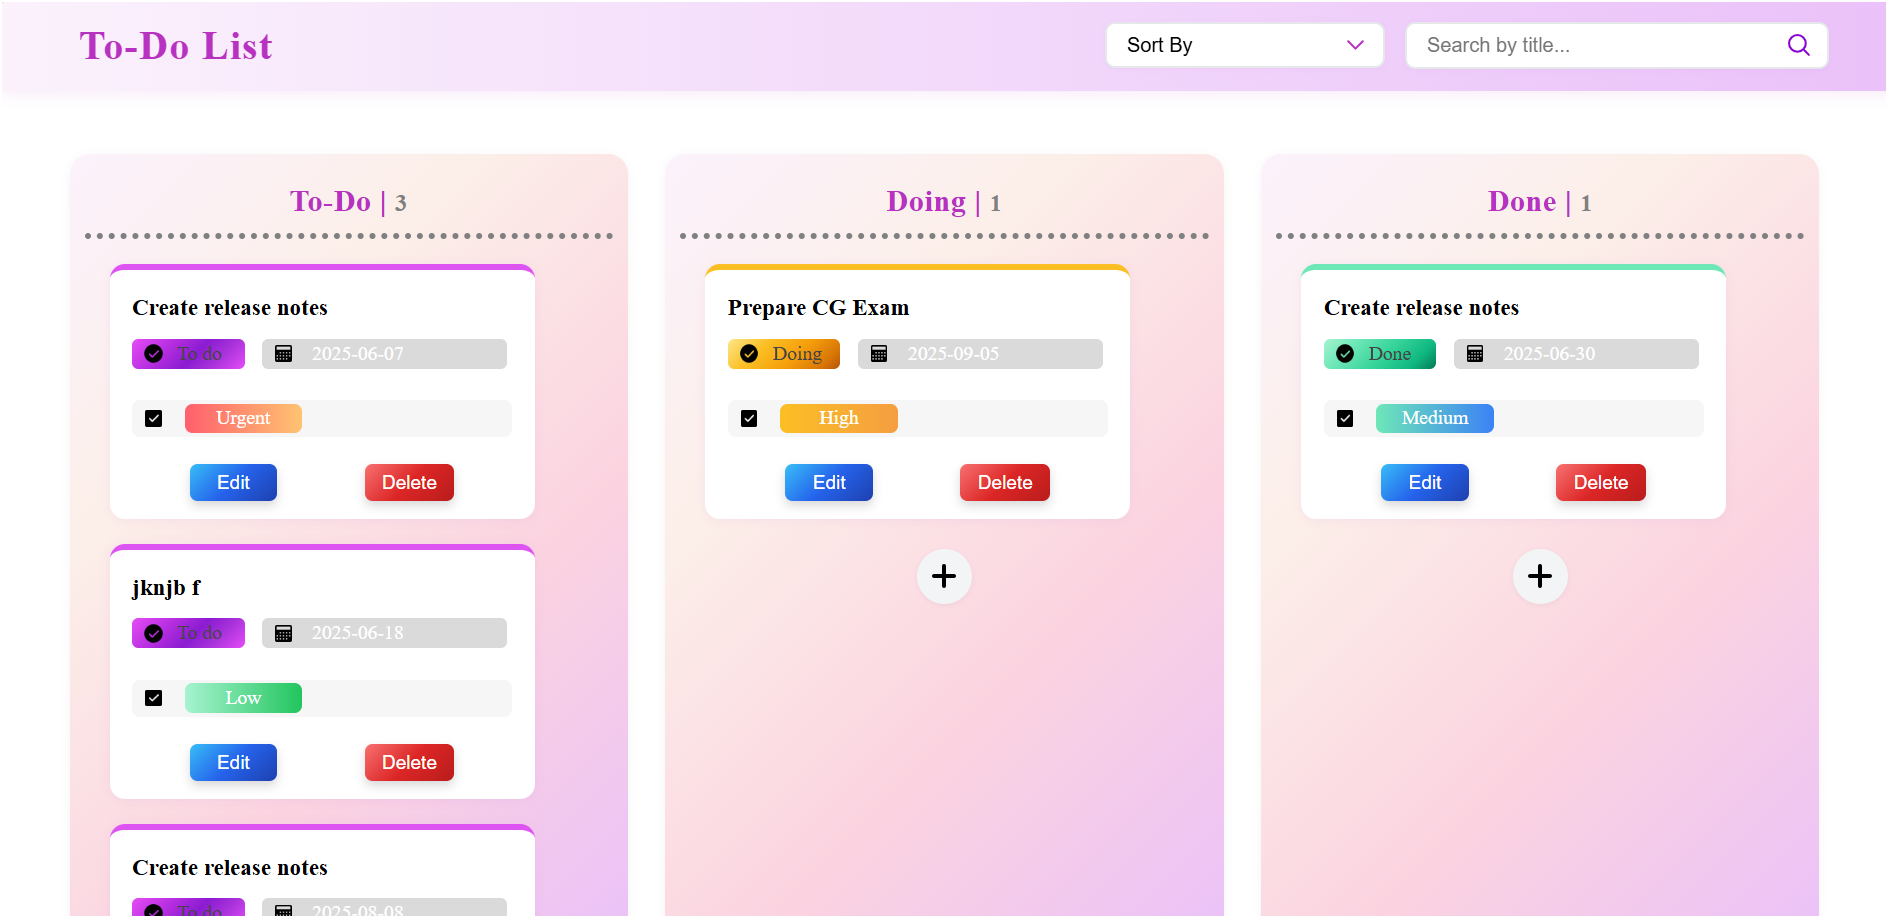 To-Do List
Sort By
Search by title...
To-Do | 3
Create release notes
To do
2025-06-07
Urgent
Edit
Delete
jknjb f
To do
2025-06-18
Low
Edit
Delete
Create release notes
To do
2025-08-08
Doing | 1
Prepare CG Exam
Doing
2025-09-05
High
Edit
Delete
Done | 1
Create release notes
Done
2025-06-30
Medium
Edit
Delete